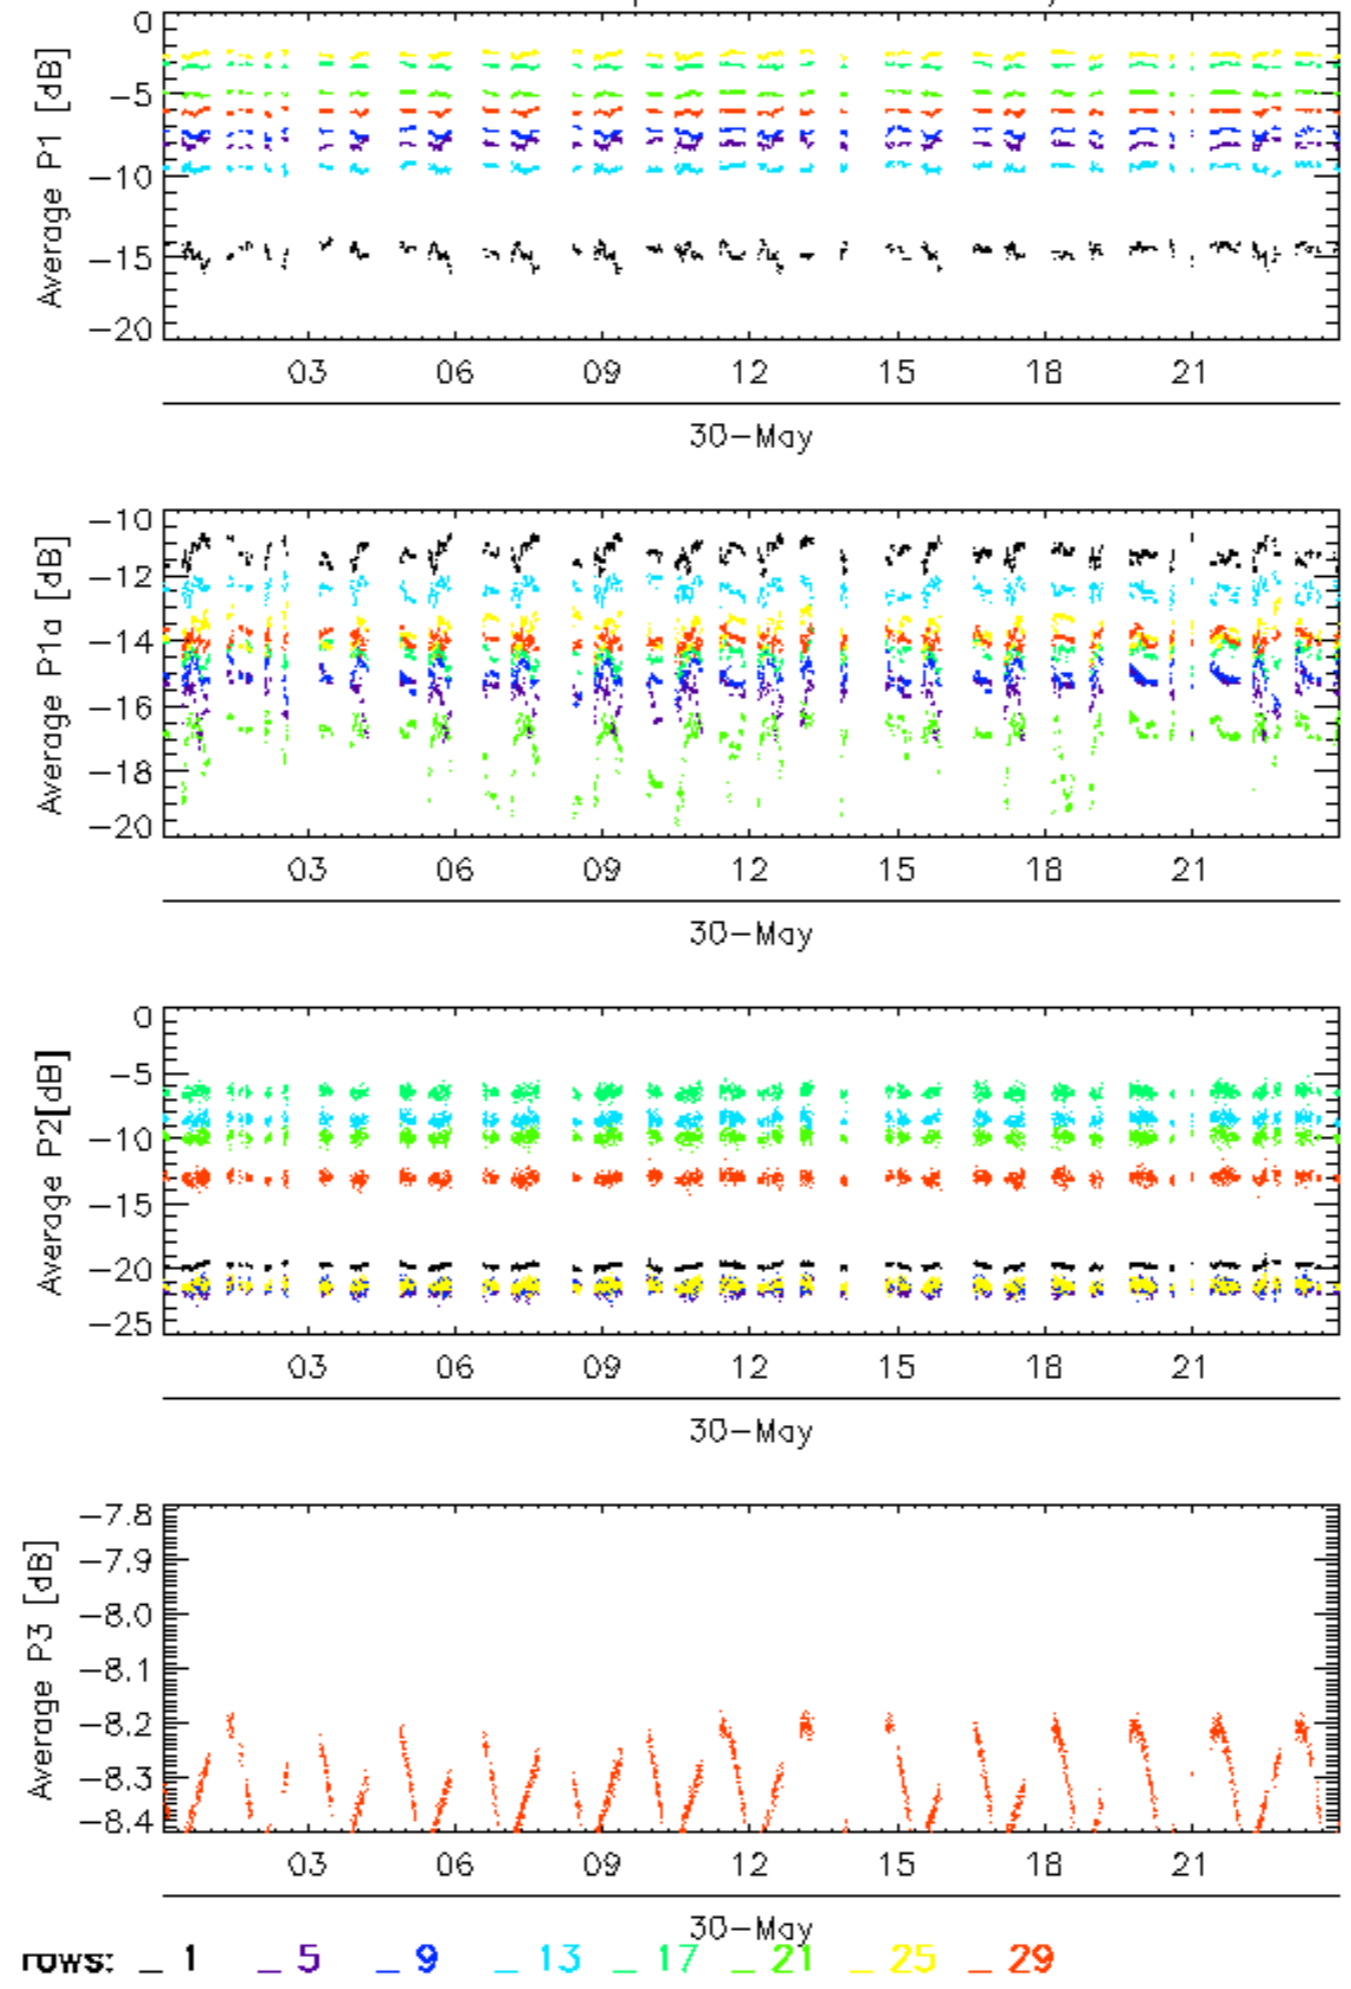 0
−5
−10
−15
−20
Average P1 [dB]
03 06 09 12 15 18 21
30−May
−10
−12
−14
−16
−18
−20
Average P1a [dB]
03 06 09 12 15 18 21
30−May
0
−5
−10
−15
−20
−25
Average P2[dB]
03 06 09 12 15 18 21
30−May
−7.8
−7.9
−8.0
−8.1
−8.2
−8.3
−8.4
Average P3 [dB]
03 06 09 12 15 18 21
30−May
rows: _ 1 _ 5 _ 9 _ 13 _ 17 _ 21 _ 25 _ 29